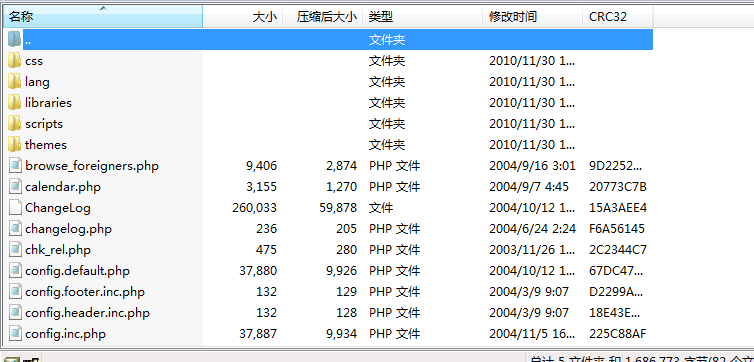 名称 大小 压缩后大小 类型 修改时间 CRC32
.. 文件夹
css 文件夹 2010/11/30 1...
lang 文件夹 2010/11/30 1...
libraries 文件夹 2010/11/30 1...
scripts 文件夹 2010/11/30 1...
themes 文件夹 2010/11/30 1...
browse_foreigners.php 9,406 2,874 PHP 文件 2004/9/16 3:01 9D2252...
calendar.php 3,155 1,270 PHP 文件 2004/9/7 4:45 20773C7B
ChangeLog 260,033 59,878 文件 2004/10/12 1... 15A3AEE4
changelog.php 236 205 PHP 文件 2004/6/24 2:24 F6A56145
chk_rel.php 475 280 PHP 文件 2003/11/26 1... 2C2344C7
config.default.php 37,880 9,926 PHP 文件 2004/10/12 1... 67DC47...
config.footer.inc.php 132 129 PHP 文件 2004/3/9 9:07 D2299A...
config.header.inc.php 132 128 PHP 文件 2004/3/9 9:07 18E43E...
config.inc.php 37,887 9,934 PHP 文件 2004/11/5 16... 225C88AF
总计 5 文件夹 和 1,686,773 字节(82 个文